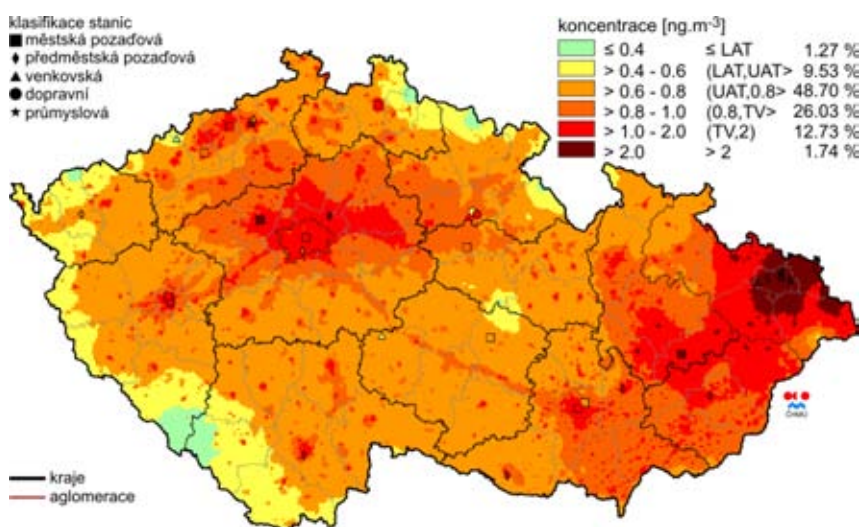 klasifikace stanic
městská pozaďová
předměstská pozaďová
venkovská
dopravní
průmyslová
koncentrace [ng.m⁻³]
≤ 0.4 ≤ LAT 1.27 %
> 0.4 - 0.6 (LAT,UAT> 9.53 %
> 0.6 - 0.8 (UAT,0.8> 48.70 %
> 0.8 - 1.0 (0.8,TV> 26.03 %
> 1.0 - 2.0 (TV,2> 12.73 %
> 2.0 > 2 1.74 %
kraje
aglomerace